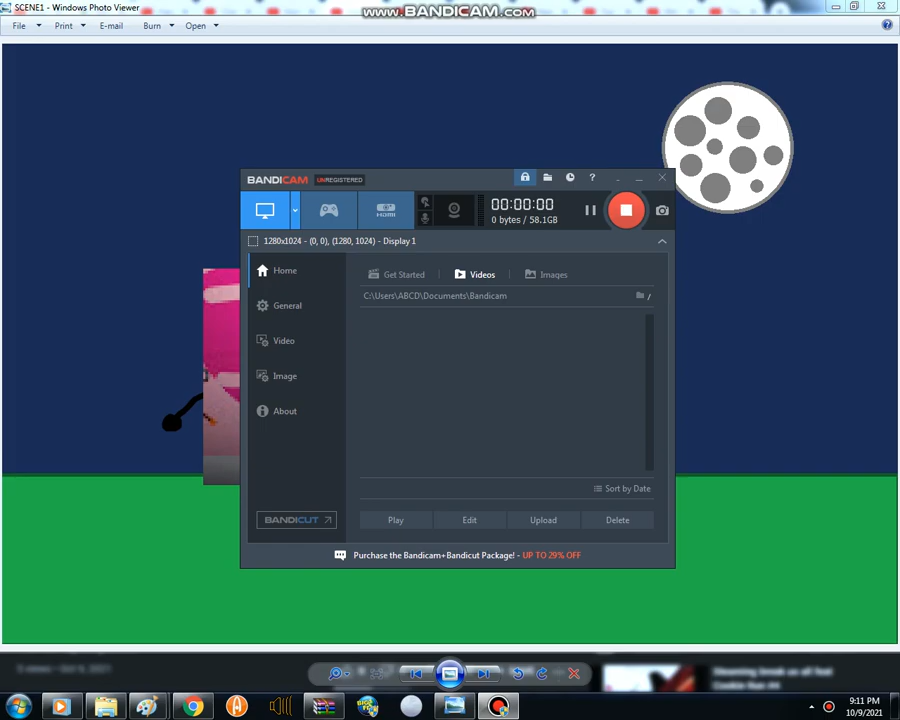 SCENE1 - Windows Photo Viewer
WWW.BANDICAM.COM
File Print E-mail Burn Open
BANDICAM UNREGISTERED
HDMI
00:00:00
0 bytes / 58.1GB
1280x1024 - (0, 0), (1280, 1024) - Display 1
Home
General
Video
Image
About
Get Started Videos Images
C:\Users\ABCD\Documents\Bandicam
/
Sort by Date
BANDICUT
Play Edit Upload Delete
Purchase the Bandicam+Bandicut Package! - UP TO 29% OFF
9:11 PM
10/9/2021